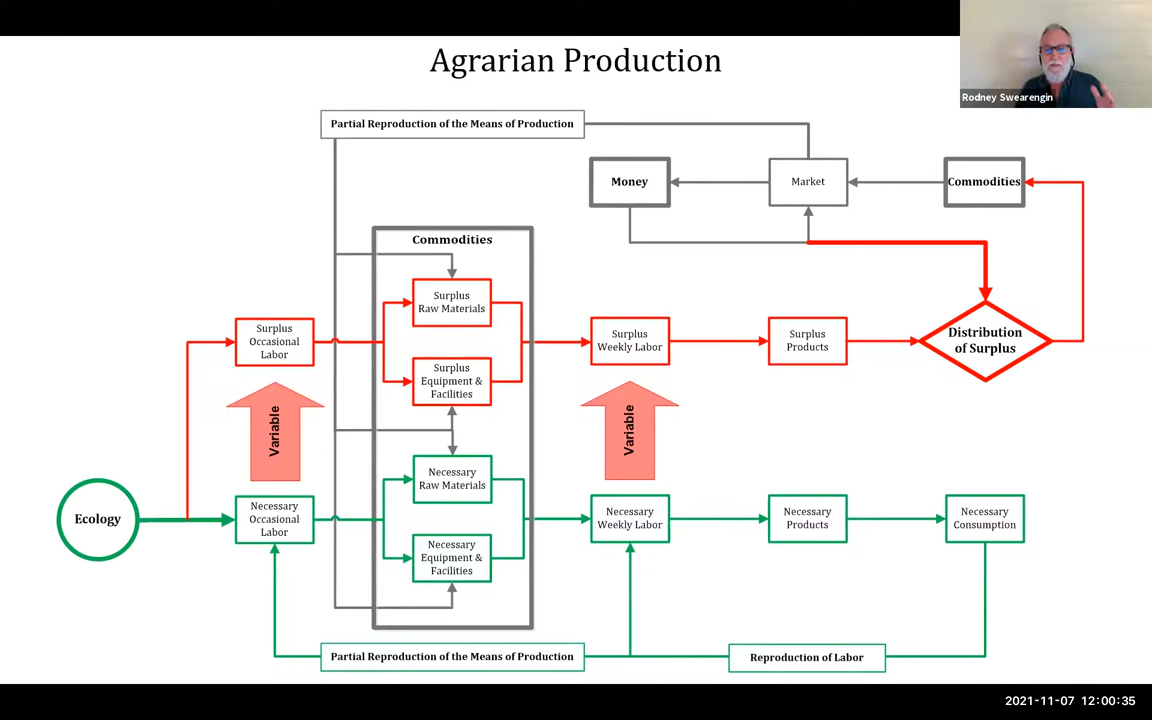 Agrarian Production
Rodney Swearengin
Partial Reproduction of the Means of Production
Money
Market
Commodities
Commodities
Surplus
Raw Materials
Surplus
Occasional
Labor
Surplus
Equipment &
Facilities
Surplus
Weekly Labor
Surplus
Products
Distribution
of Surplus
Variable
Variable
Ecology
Necessary
Occasional
Labor
Necessary
Raw Materials
Necessary
Equipment &
Facilities
Necessary
Weekly Labor
Necessary
Products
Necessary
Consumption
Partial Reproduction of the Means of Production
Reproduction of Labor
2021-11-07 12:00:35